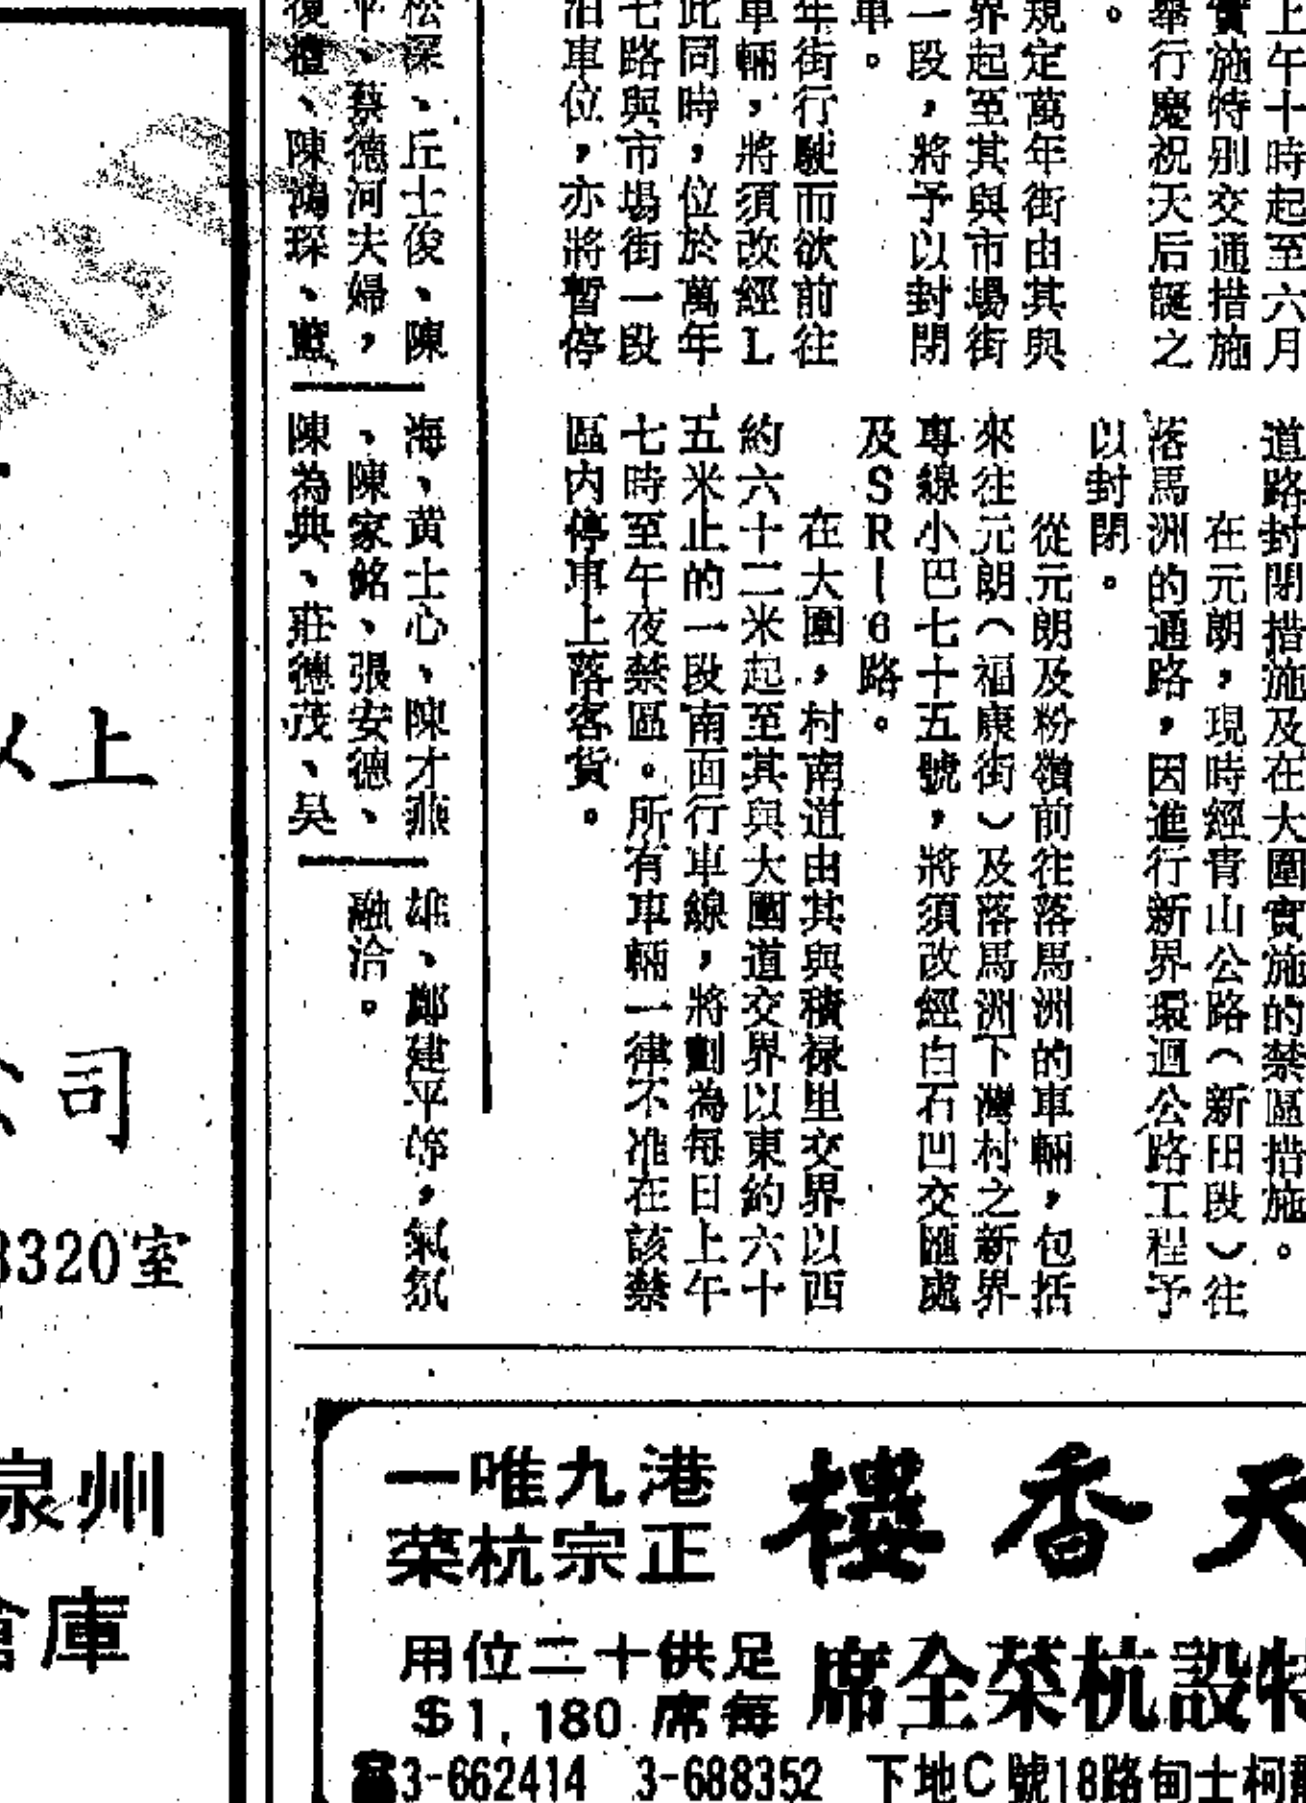 上午十時起至六月
實施特別交通措施
舉行慶祝天后誕之
。
規定萬年街由其與
界起至其與市場街
一段，將予以封閉
車。
年街行駛而欲前往
車輛，將須改經L
此同時，位於萬年
七路與市場街一段
泊車位，亦將暫停
道路封閉措施及在大圍實施的禁區措施。
在元朗，現時經青山公路（新田段）往
落馬洲的通路，因進行新界環迴公路工程予
以封閉。
從元朗及粉嶺前往落馬洲的車輛，包括
來往元朗（福康街）及落馬洲下灣村之新界
專線小巴七十五號，將須改經白石凹交匯處
及SR—6路。
在大圍，村南道由其與積祿里交界以西
約六十二米起至其與大圍道交界以東約六十
五米止的一段南面行車線，將劃為每日上午
七時至午夜禁區。所有車輛一律不准在該禁
區內停車上落客貨。
松深、丘士俊、陳
平、蔡德河夫婦，
復禮、陳鴻琛、藍
海、黃士心、陳才燕
、陳家銘、張安德、
陳為典、莊德茂、吳
雄、鄭建平等，氣氛
融洽。
以上
公司
3320室
泉州
倉庫
天香樓
港九唯一
正宗杭菜
特設杭菜全席
足供十二位用
每席 $1,180
☎3-662414 3-688352 下地C號18路甸士柯